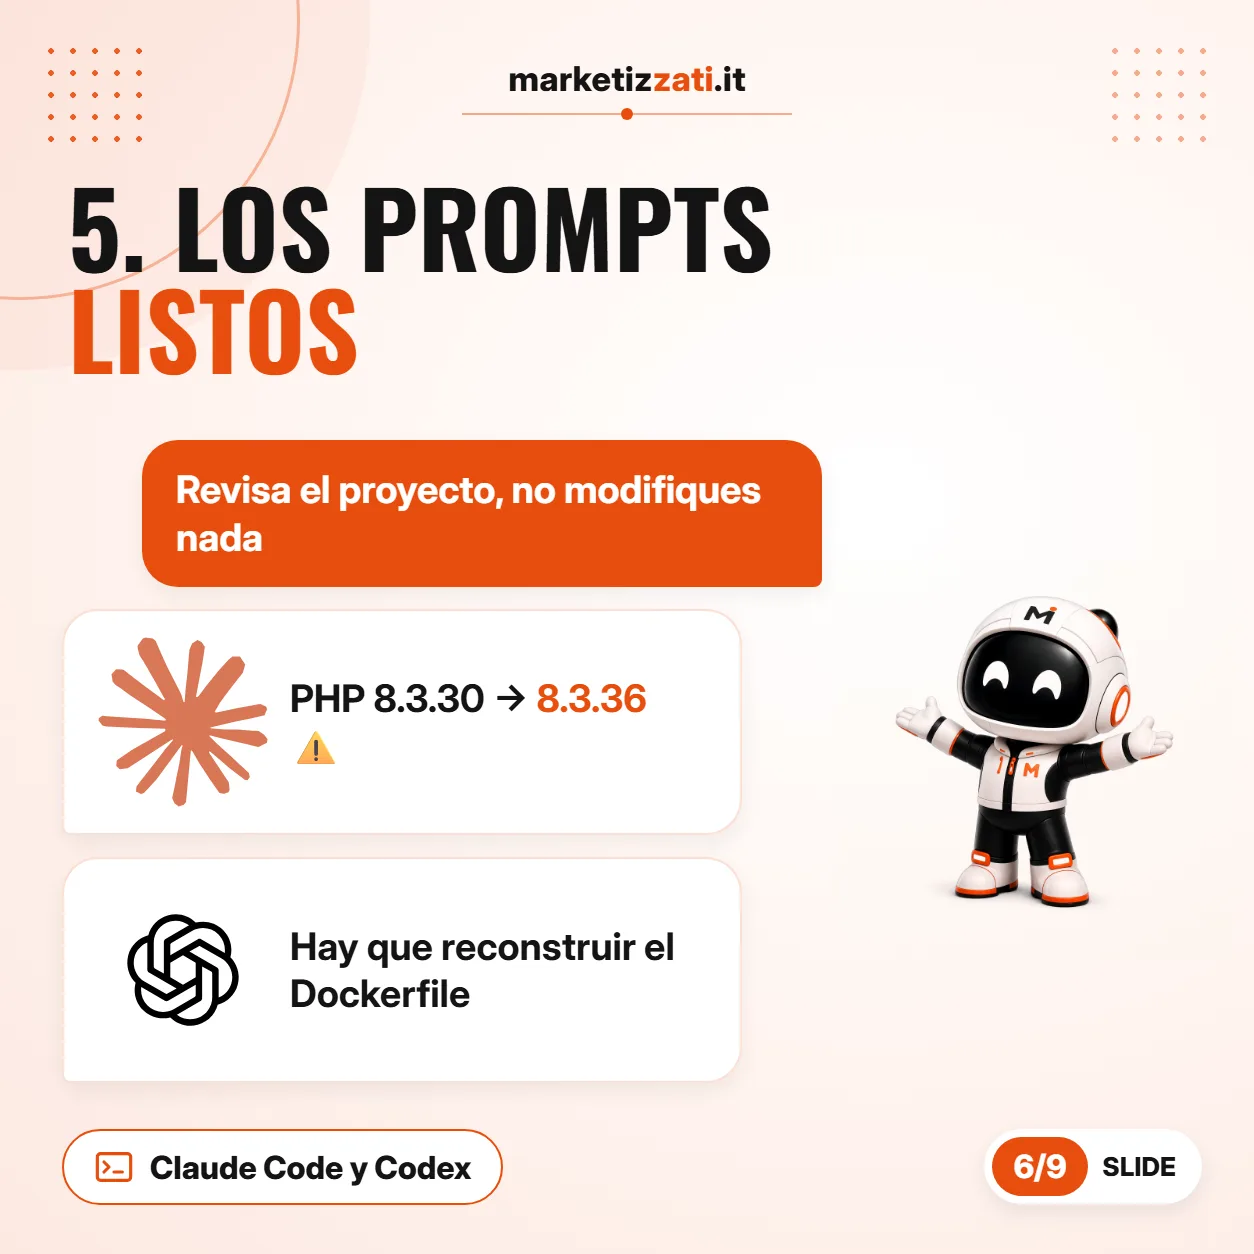 marketizzati.it
5. LOS PROMPTS
LISTOS
Revisa el proyecto, no modifiques
nada
PHP 8.3.30 → 8.3.36
⚠️
Hay que reconstruir el
Dockerfile
M
M
Claude Code y Codex
6/9 SLIDE